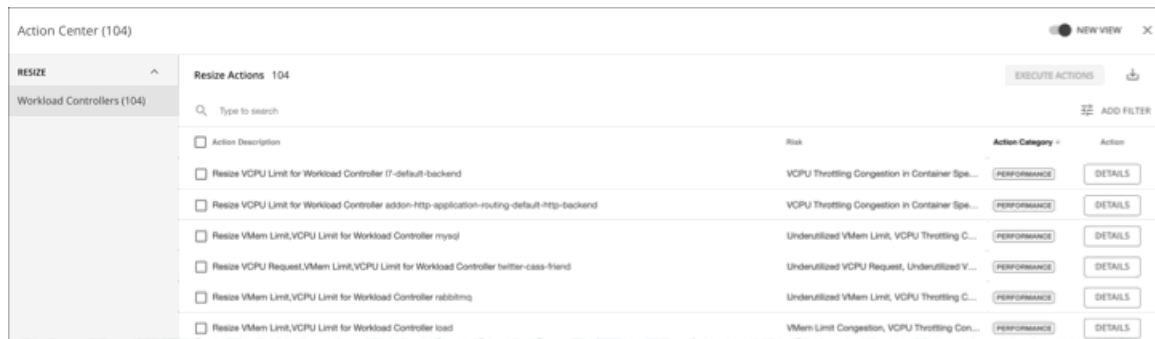 Action Center (104)
NEW VIEW
RESIZE
Workload Controllers (104)
Resize Actions 104
EXECUTE ACTIONS
Type to search
ADD FILTER
Action Description Risk Action Category Action
Resize VCPU Limit for Workload Controller l7-default-backend VCPU Throttling Congestion in Container Spe... PERFORMANCE DETAILS
Resize VCPU Limit for Workload Controller addon-http-application-routing-default-http-backend VCPU Throttling Congestion in Container Spe... PERFORMANCE DETAILS
Resize VMem Limit,VCPU Limit for Workload Controller mysql Underutilized VMem Limit, VCPU Throttling C... PERFORMANCE DETAILS
Resize VCPU Request,VMem Limit,VCPU Limit for Workload Controller twitter-cass-friend Underutilized VCPU Request, Underutilized V... PERFORMANCE DETAILS
Resize VMem Limit,VCPU Limit for Workload Controller rabbitmq Underutilized VMem Limit, VCPU Throttling C... PERFORMANCE DETAILS
Resize VMem Limit,VCPU Limit for Workload Controller load VMem Limit Congestion, VCPU Throttling Con... PERFORMANCE DETAILS